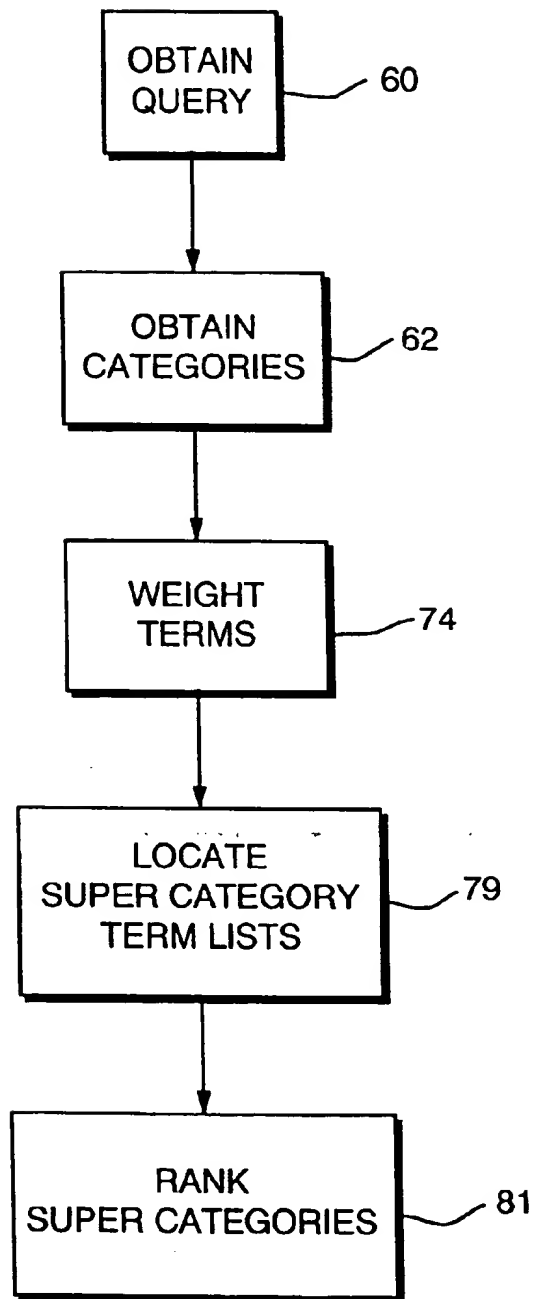 OBTAIN
QUERY
60
OBTAIN
CATEGORIES
62
WEIGHT
TERMS
74
LOCATE
SUPER CATEGORY
TERM LISTS
79
RANK
SUPER CATEGORIES
81